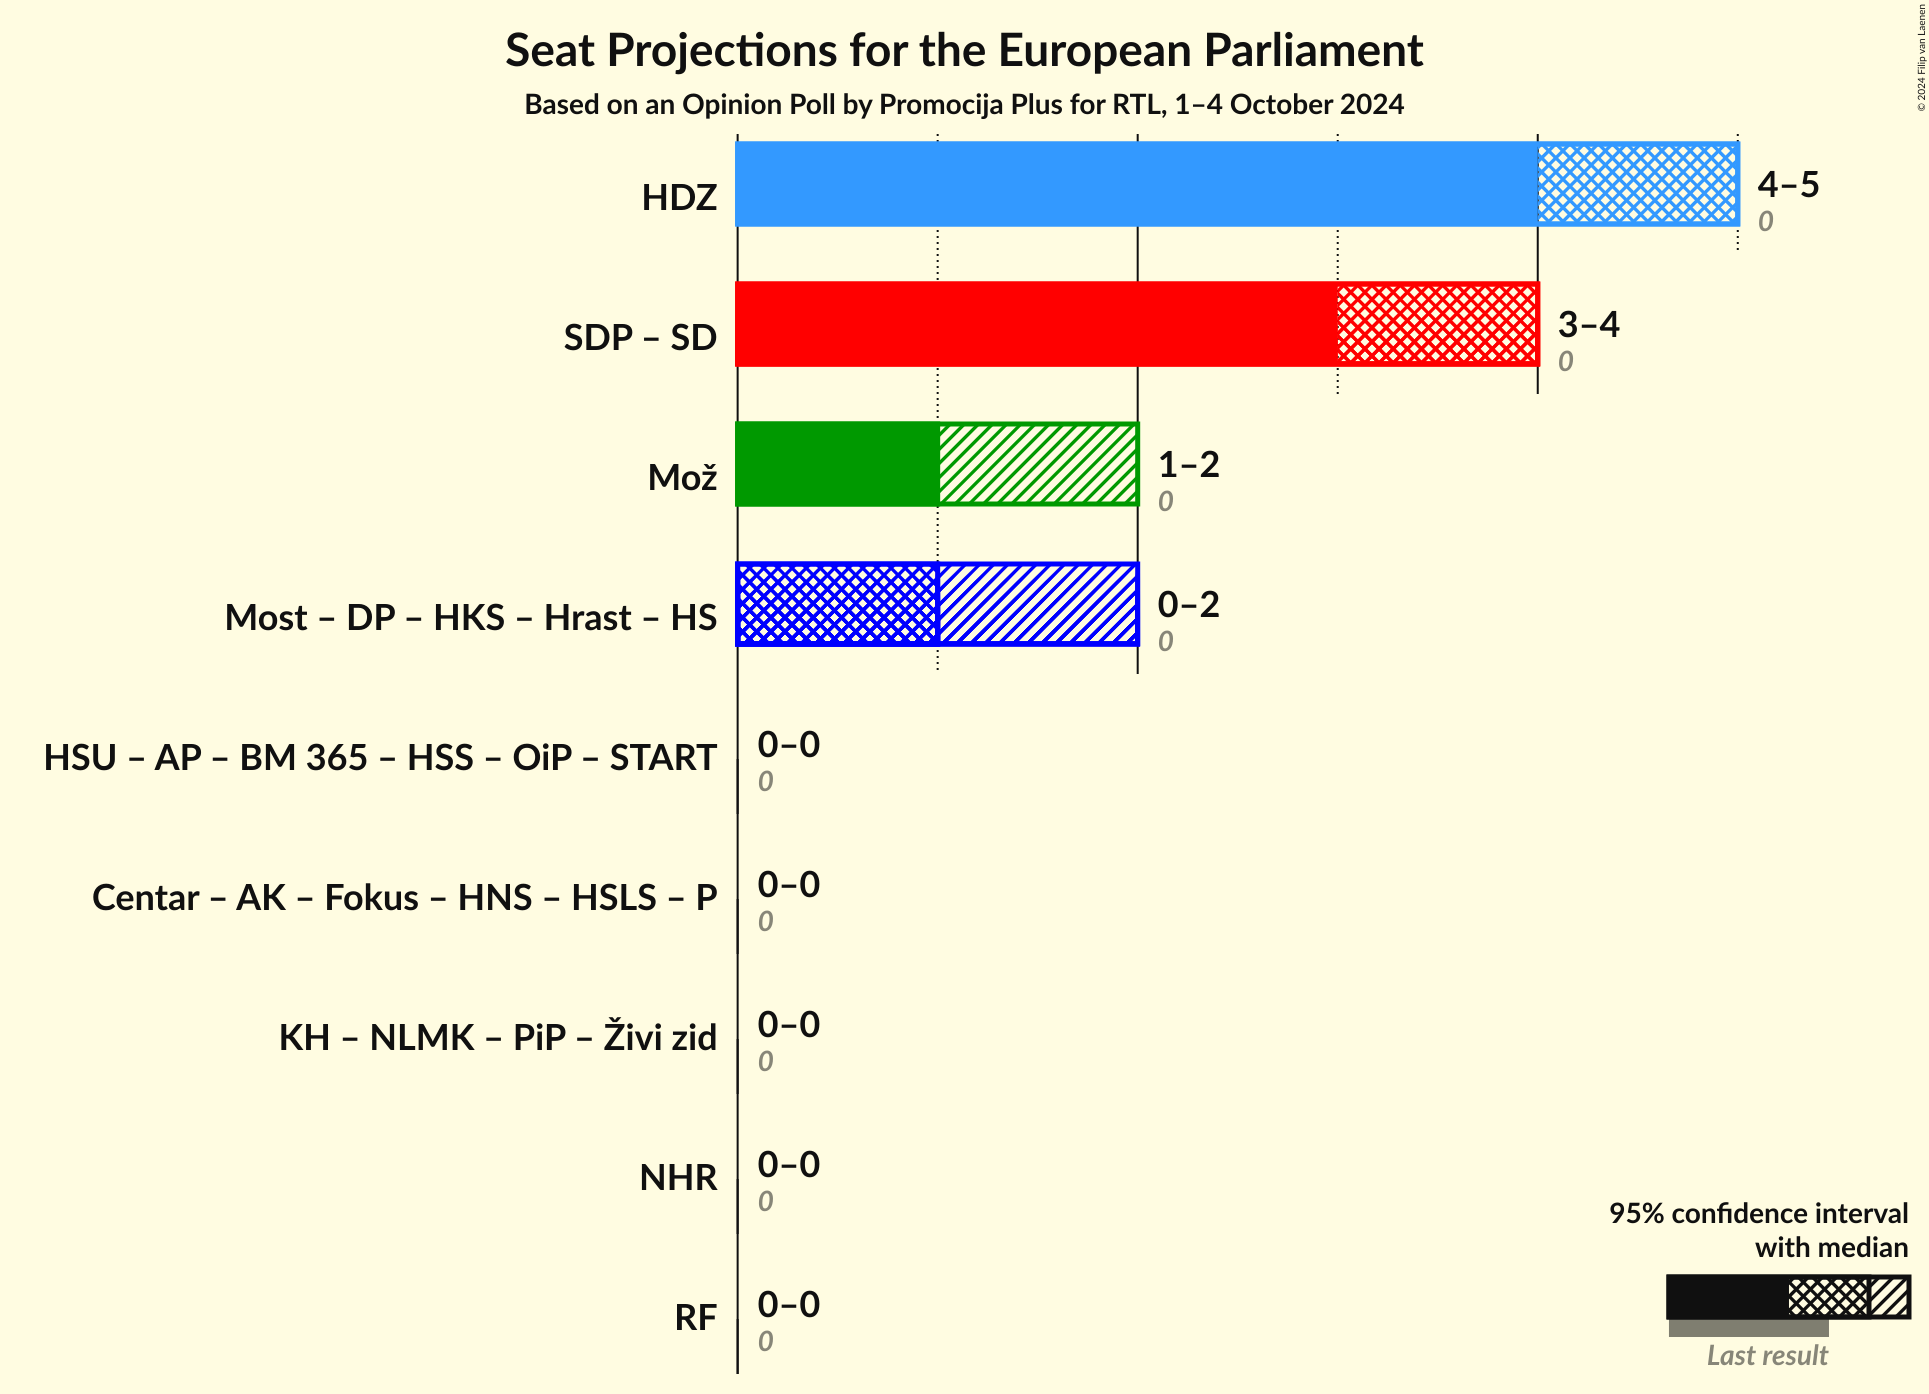 Seat Projections for the European Parliament
Based on an Opinion Poll by Promocija Plus for RTL, 1–4 October 2024
© 2024 Filip van Laenen
HDZ
4–5
0
SDP – SD
3–4
0
Mož
1–2
0
Most – DP – HKS – Hrast – HS
0–2
0
HSU – AP – BM 365 – HSS – OiP – START
0–0
0
Centar – AK – Fokus – HNS – HSLS – P
0–0
0
KH – NLMK – PiP – Živi zid
0–0
0
NHR
0–0
0
RF
0–0
0
95% confidence interval
with median
Last result